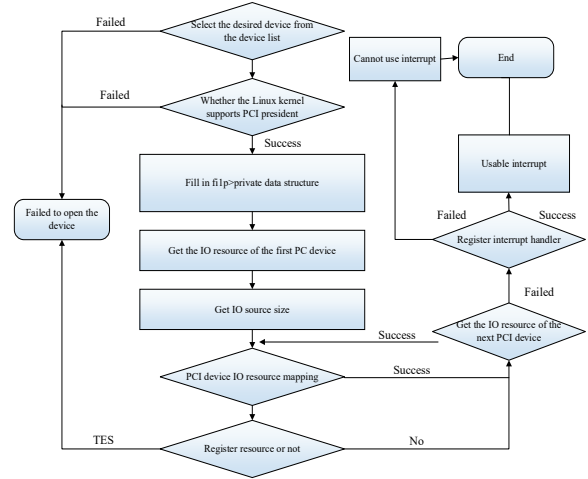 Failed
Select the desired device from
the device list
Cannot use interrupt
End
Failed
Whether the Linux kernel
supports PCI president
Success
Fill in fi1p>private data structure
Usable interrupt
Failed to open the
device
Failed
Success
Get the IO resource of the first PC device
Register interrupt handler
Failed
Get IO source size
Success
Get the IO resource of the
next PCI device
PCI device IO resource mapping
Success
TES
Register resource or not
No